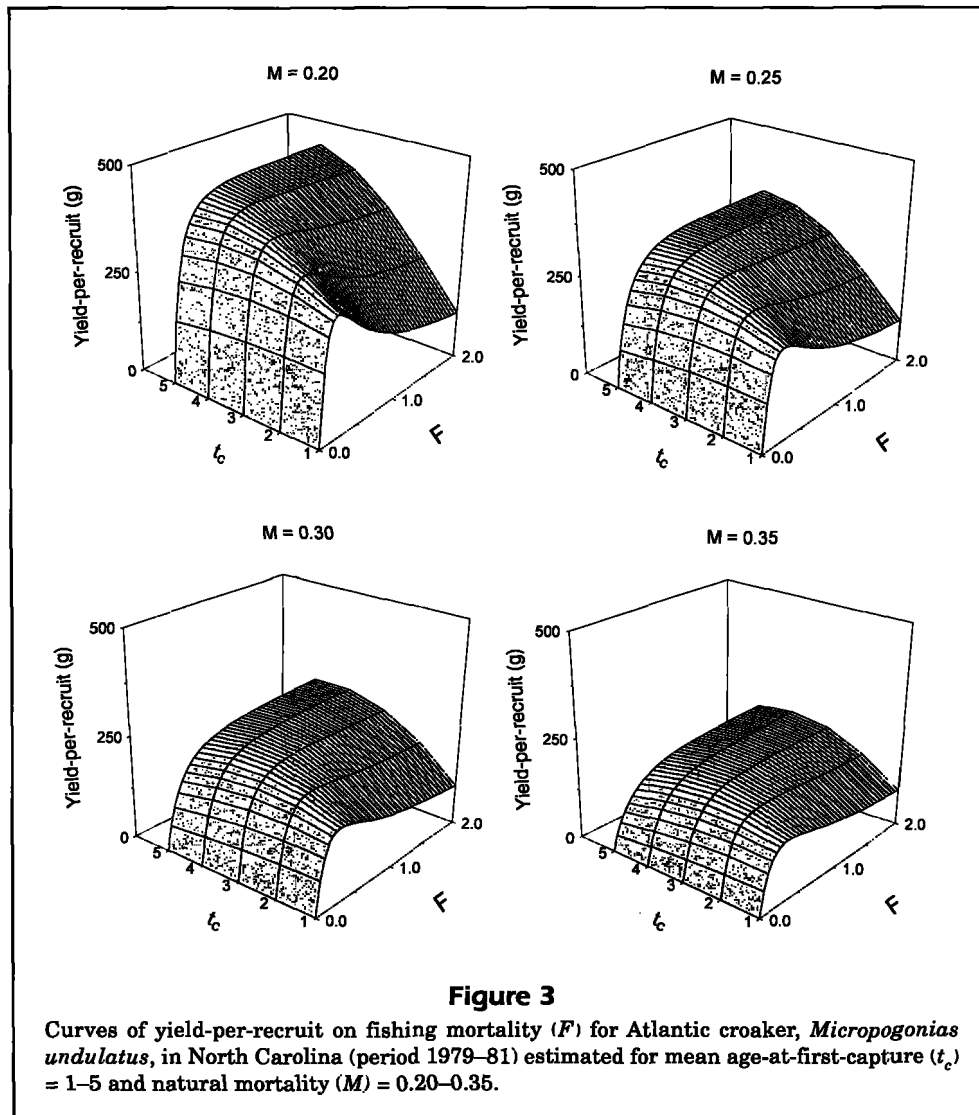 M = 0.20
M = 0.25
500
250
0
Yield-per-recruit (g)
5
4
3
2
1
t_c
0.0
1.0
2.0
F
500
250
0
Yield-per-recruit (g)
5
4
3
2
1
t_c
0.0
1.0
2.0
F
M = 0.30
M = 0.35
500
250
0
Yield-per-recruit (g)
5
4
3
2
1
t_c
0.0
1.0
2.0
F
500
250
0
Yield-per-recruit (g)
5
4
3
2
1
t_c
0.0
1.0
2.0
F
Figure 3
Curves of yield-per-recruit on fishing mortality (F) for Atlantic croaker, Micropogonias
undulatus, in North Carolina (period 1979–81) estimated for mean age-at-first-capture (t_c)
= 1–5 and natural mortality (M) = 0.20–0.35.